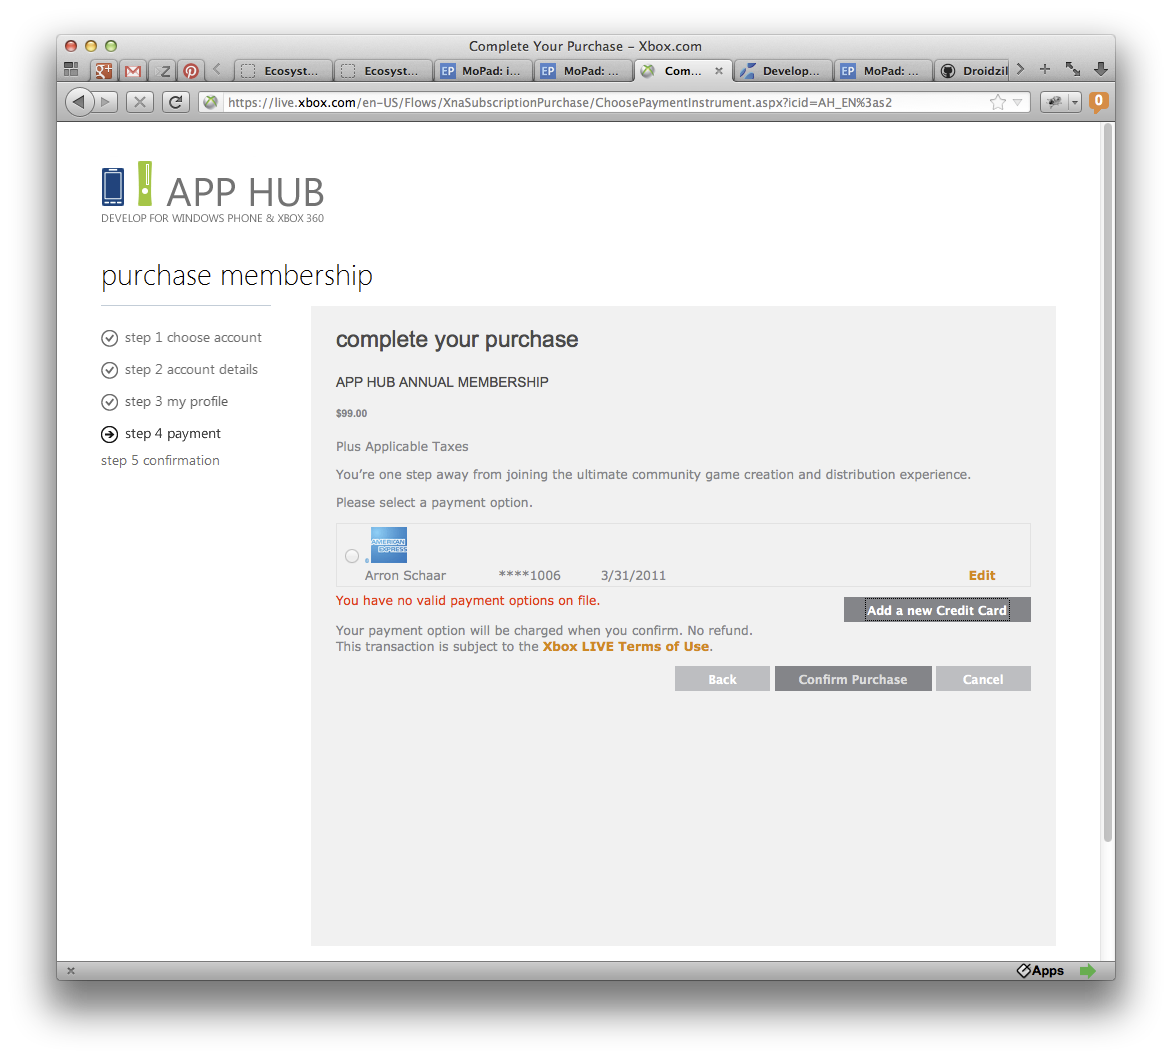 Complete Your Purchase – Xbox.com
Ecosyst...
Ecosyst...
EP MoPad: i...
EP MoPad: ...
Com...
Develop...
EP MoPad: ...
Droidzil
https://live.xbox.com/en-US/Flows/XnaSubscriptionPurchase/ChoosePaymentInstrument.aspx?icid=AH_EN%3as2
0
APP HUB
DEVELOP FOR WINDOWS PHONE & XBOX 360
purchase membership
step 1 choose account
step 2 account details
step 3 my profile
step 4 payment
step 5 confirmation
complete your purchase
APP HUB ANNUAL MEMBERSHIP
$99.00
Plus Applicable Taxes
You're one step away from joining the ultimate community game creation and distribution experience.
Please select a payment option.
AMERICAN
EXPRESS
Arron Schaar ****1006 3/31/2011 Edit
You have no valid payment options on file.
Add a new Credit Card
Your payment option will be charged when you confirm. No refund.
This transaction is subject to the Xbox LIVE Terms of Use.
Back Confirm Purchase Cancel
Apps